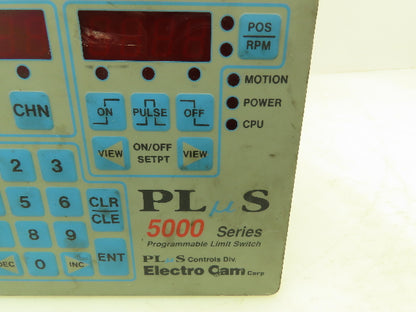 POS
RPM
MOTION
POWER
CPU
CHN
ON PULSE OFF
VIEW ON/OFF SETPT VIEW
2 3
5 6 CLR
CLE
8 9
DEC 0 INC ENT
PLμS
5000 Series
Programmable Limit Switch
PLμS Controls Div.
Electro Cam Corp